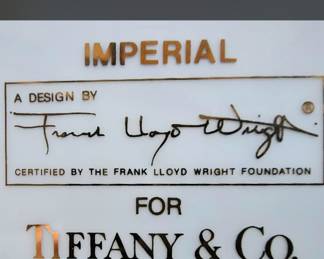 IMPERIAL
A DESIGN BY
Frank Lloyd Wright
CERTIFIED BY THE FRANK LLOYD WRIGHT FOUNDATION
FOR
TIFFANY & CO.